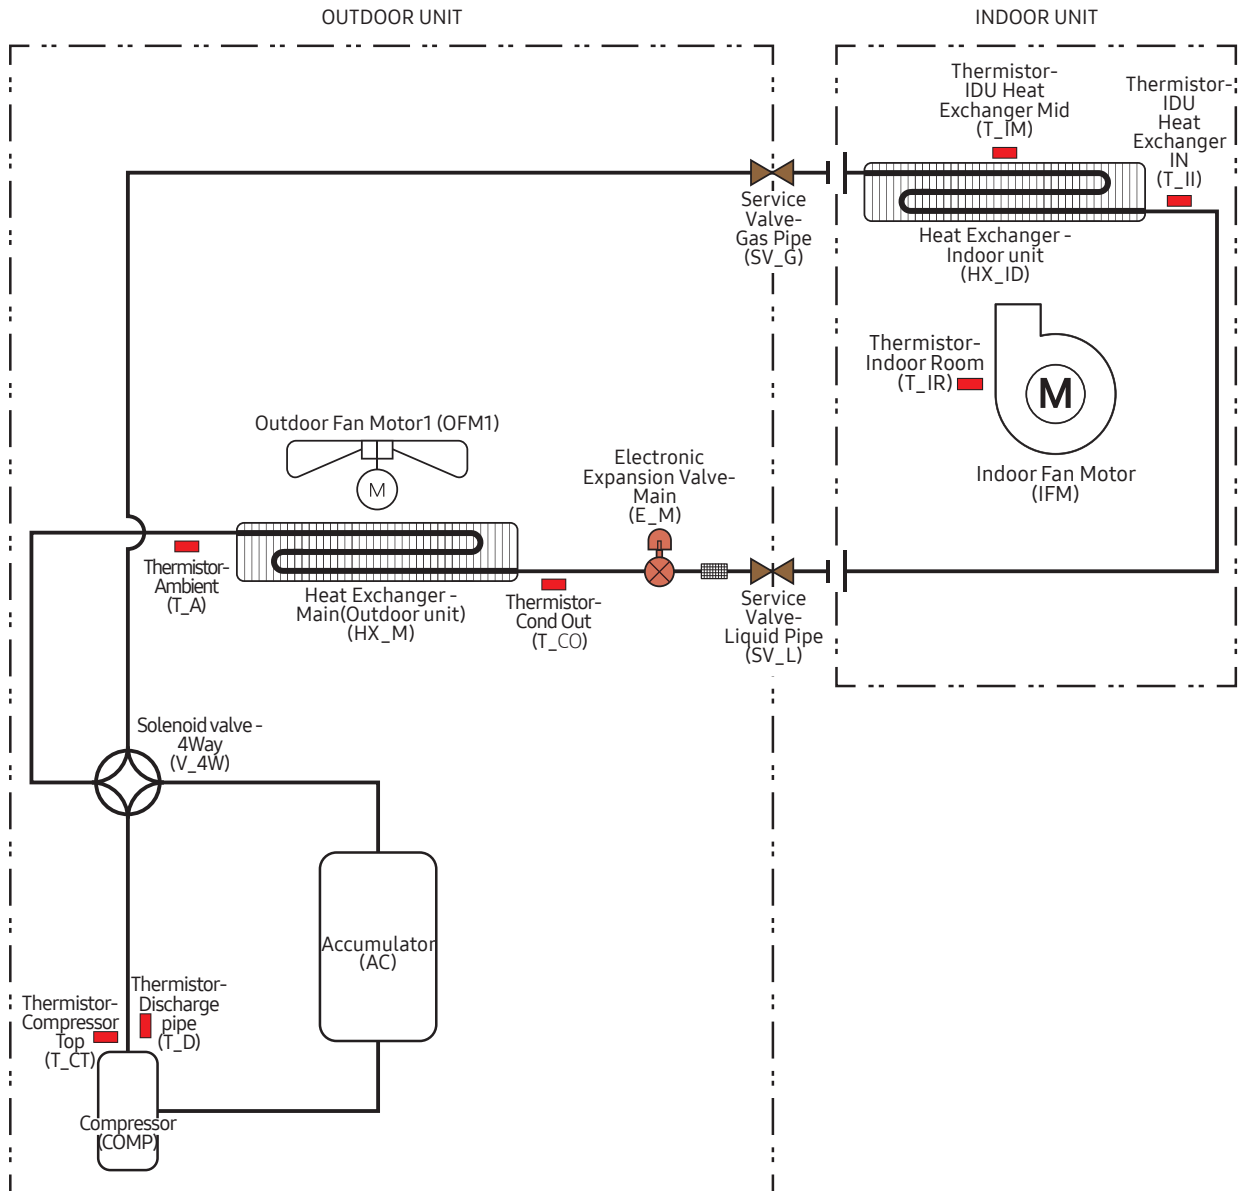 OUTDOOR UNIT
INDOOR UNIT
Thermistor-
IDU Heat
Exchanger Mid
(T_IM)
Thermistor-
IDU
Heat
Exchanger
IN
(T_II)
Service
Valve-
Gas Pipe
(SV_G)
Heat Exchanger -
Indoor unit
(HX_ID)
Thermistor-
Indoor Room
(T_IR)
M
Indoor Fan Motor
(IFM)
Outdoor Fan Motor1 (OFM1)
M
Electronic
Expansion Valve-
Main
(E_M)
Thermistor-
Ambient
(T_A)
Heat Exchanger -
Main(Outdoor unit)
(HX_M)
Thermistor-
Cond Out
(T_CO)
Service
Valve-
Liquid Pipe
(SV_L)
Solenoid valve -
4Way
(V_4W)
Accumulator
(AC)
Thermistor-
Compressor
Top
(T_CT)
Thermistor-
Discharge
pipe
(T_D)
Compressor
(COMP)